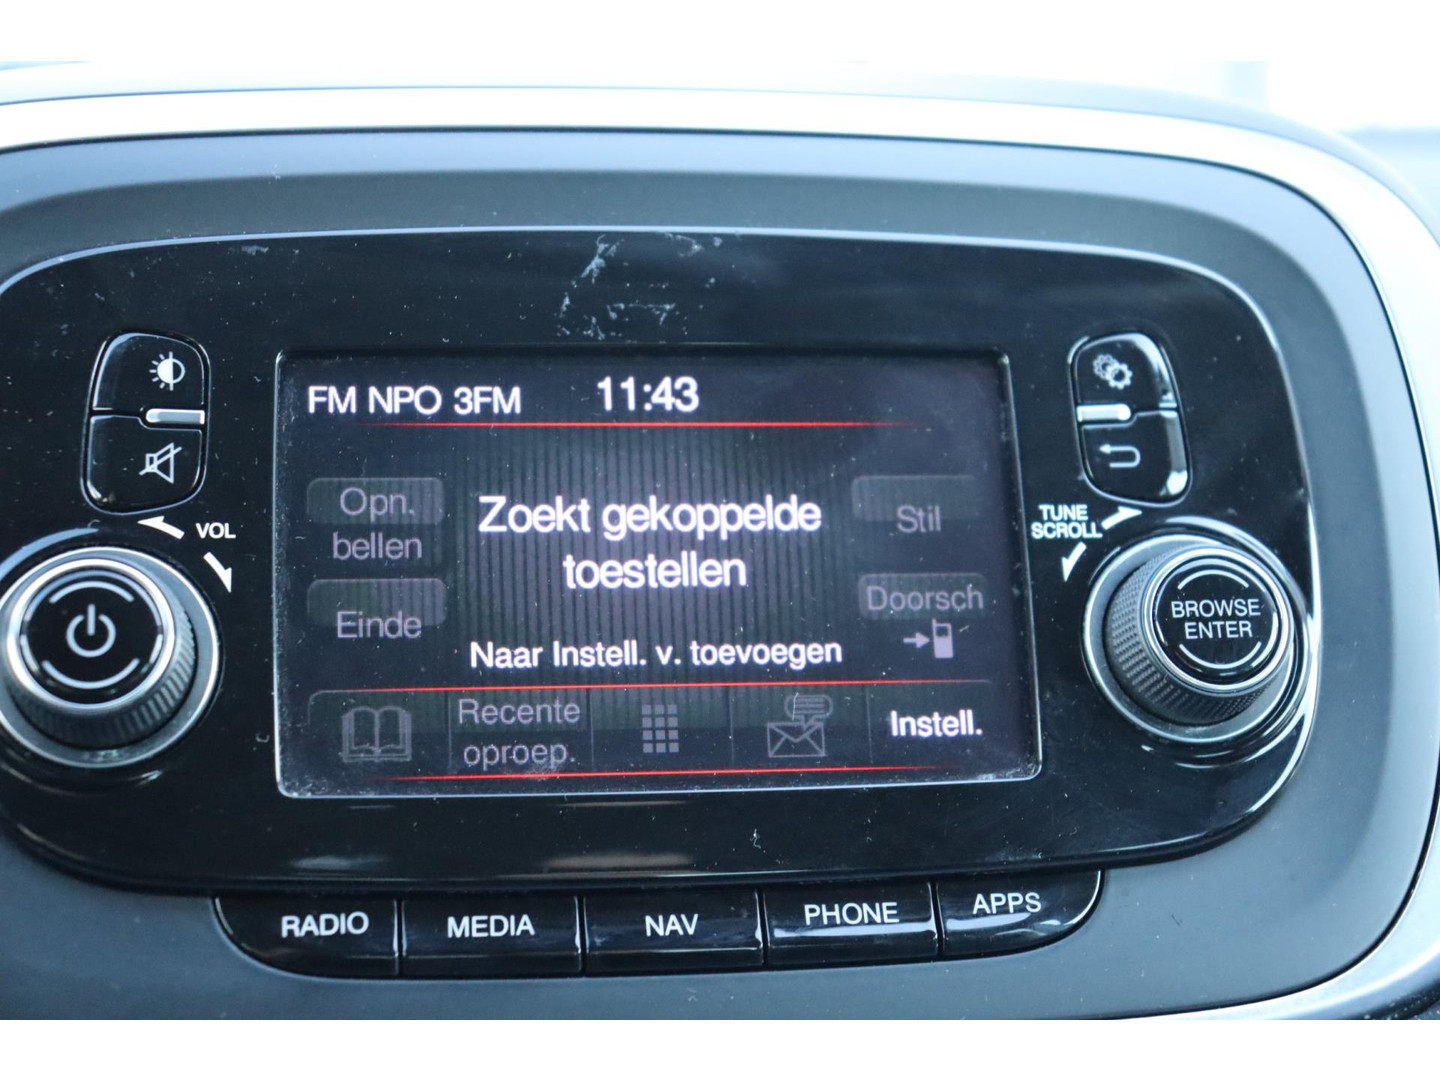 FM NPO 3FM 11:43
Opn.
bellen
Zoekt gekoppelde
toestellen
Stil
Einde
Doorsch
Naar Instell. v. toevoegen
Recente
oproep.
Instell.
VOL
TUNE
SCROLL
BROWSE
ENTER
RADIO MEDIA NAV PHONE APPS